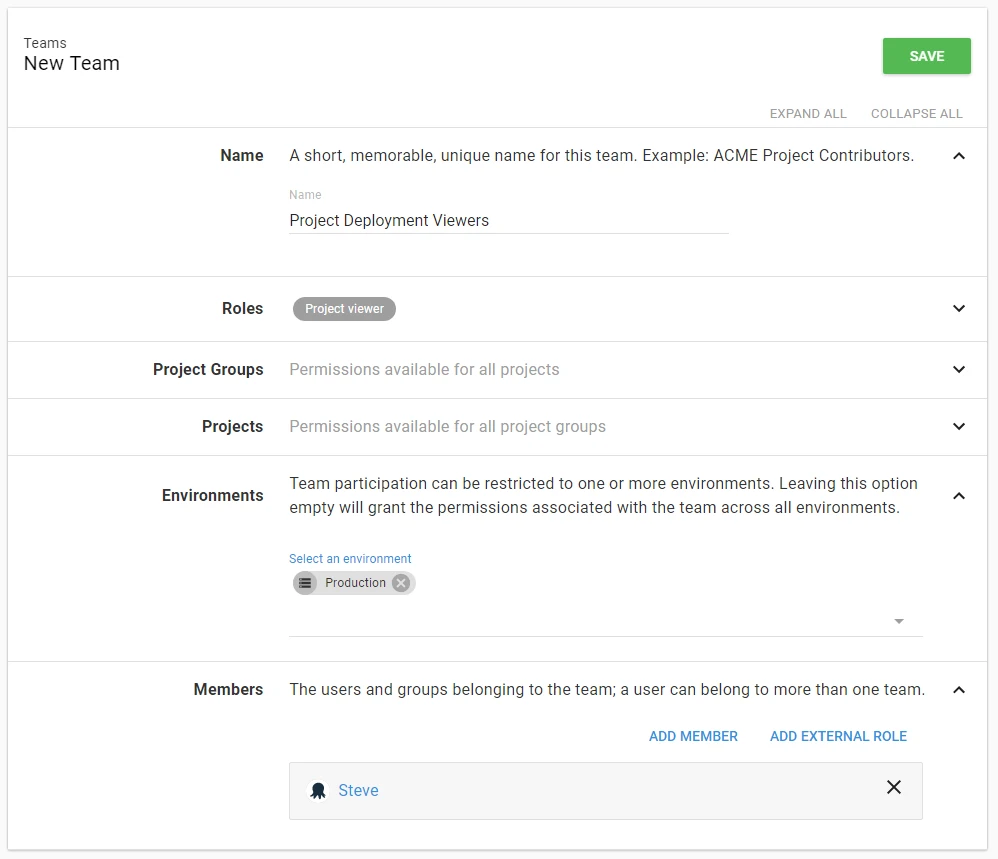 Teams
New Team
SAVE
EXPAND ALL COLLAPSE ALL
Name A short, memorable, unique name for this team. Example: ACME Project Contributors.
Name
Project Deployment Viewers
Roles Project viewer
Project Groups Permissions available for all projects
Projects Permissions available for all project groups
Environments Team participation can be restricted to one or more environments. Leaving this option
empty will grant the permissions associated with the team across all environments.
Select an environment
Production
Members The users and groups belonging to the team; a user can belong to more than one team.
ADD MEMBER ADD EXTERNAL ROLE
Steve